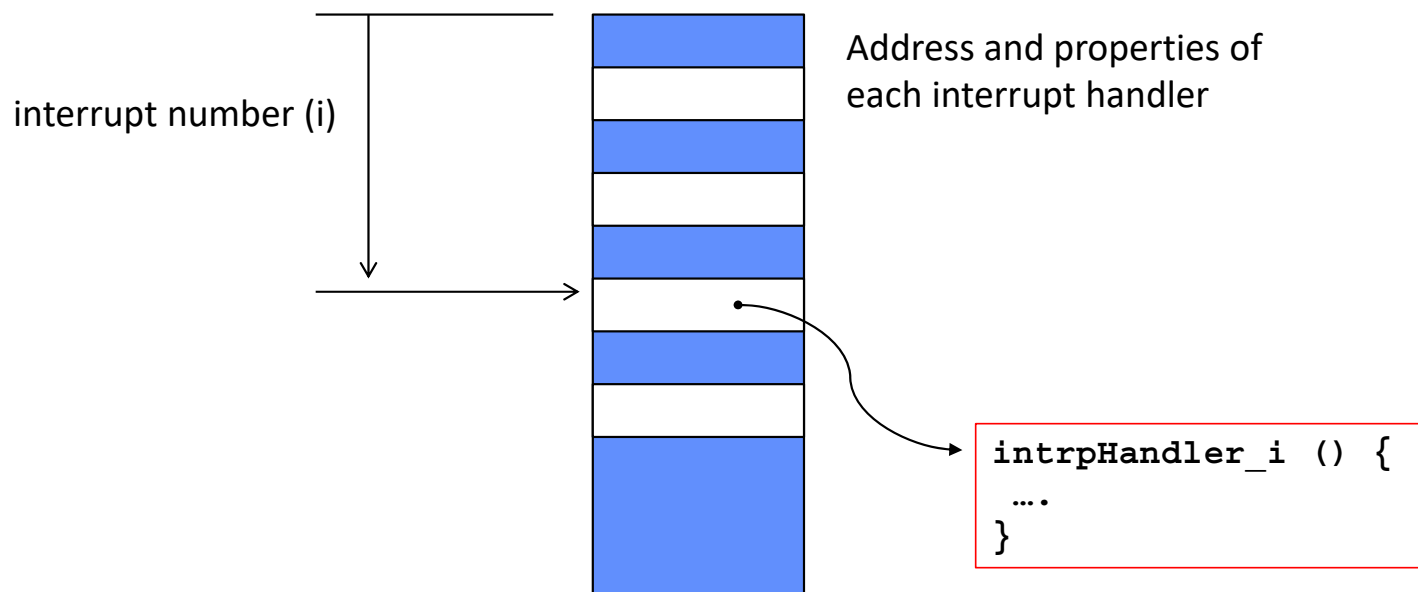 Address and properties of
each interrupt handler
interrupt number (i)
intrpHandler_i () {
….
}